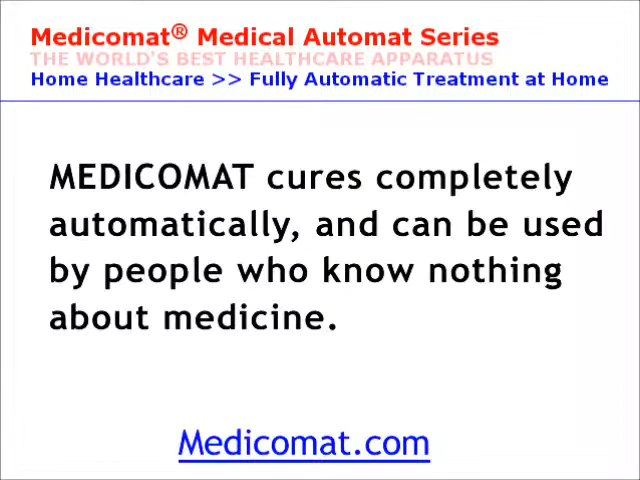 Medicomat® Medical Automat Series
THE WORLD'S BEST HEALTHCARE APPARATUS
Home Healthcare >> Fully Automatic Treatment at Home
MEDICOMAT cures completely
automatically, and can be used
by people who know nothing
about medicine.
Medicomat.com